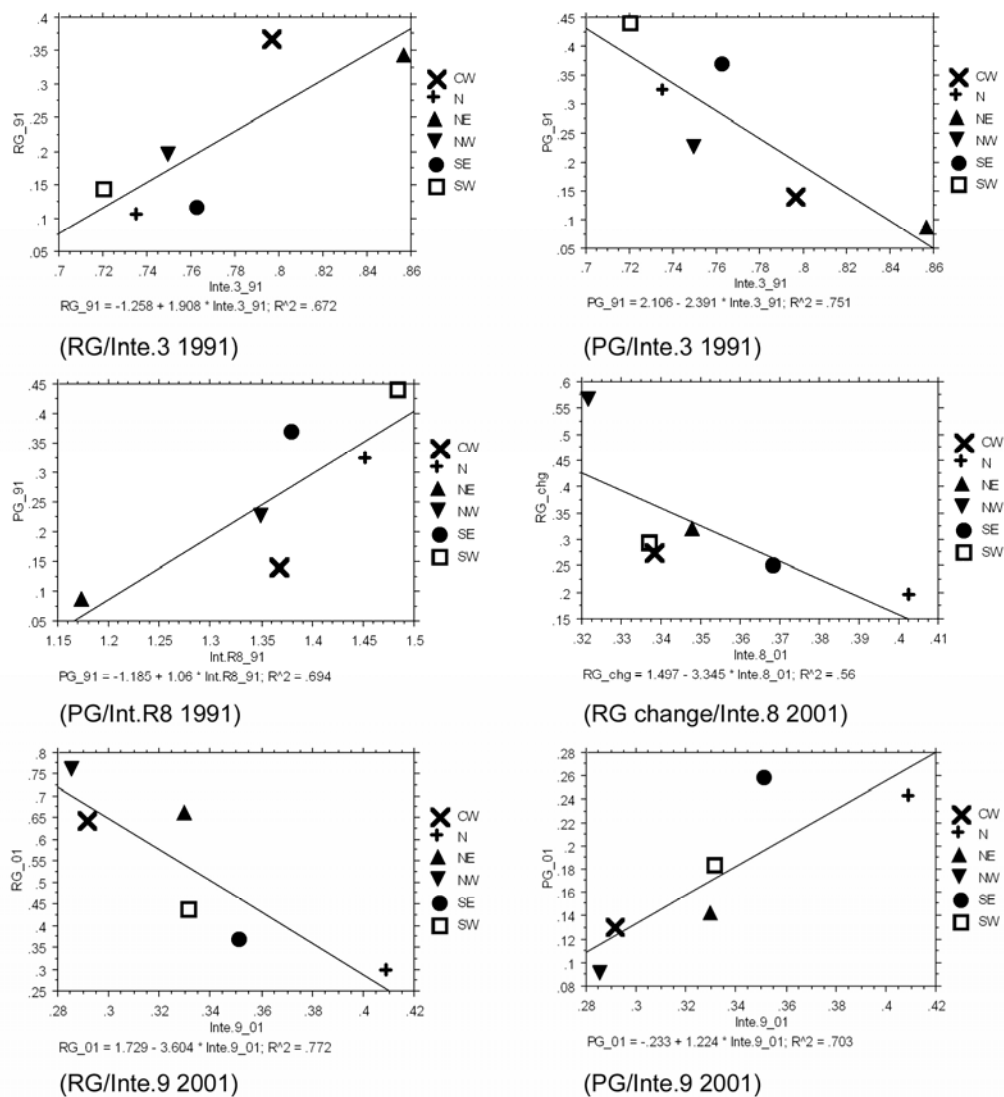 .4
.35
.3
.25
.2
.15
.1
.05
RG_91
.7 .72 .74 .76 .78 .8 .82 .84 .86
Inte.3_91
CW
N
NE
NW
SE
SW
RG_91 = -1.258 + 1.908 * Inte.3_91; R^2 = .672
(RG/Inte.3 1991)
.45
.4
.35
.3
.25
.2
.15
.1
.05
PG_91
.7 .72 .74 .76 .78 .8 .82 .84 .86
Inte.3_91
CW
N
NE
NW
SE
SW
PG_91 = 2.106 - 2.391 * Inte.3_91; R^2 = .751
(PG/Inte.3 1991)
.45
.4
.35
.3
.25
.2
.15
.1
.05
PG_91
1.15 1.2 1.25 1.3 1.35 1.4 1.45 1.5
Int.R8_91
CW
N
NE
NW
SE
SW
PG_91 = -1.185 + 1.06 * Int.R8_91; R^2 = .694
(PG/Int.R8 1991)
.6
.55
.5
.45
.4
.35
.3
.25
.2
.15
RG_chg
.32 .33 .34 .35 .36 .37 .38 .39 .4 .41
Inte.8_01
CW
N
NE
NW
SE
SW
RG_chg = 1.497 - 3.345 * Inte.8_01; R^2 = .56
(RG change/Inte.8 2001)
.8
.75
.7
.65
.6
.55
.5
.45
.4
.35
.3
.25
RG_01
.28 .3 .32 .34 .36 .38 .4 .42
Inte.9_01
CW
N
NE
NW
SE
SW
RG_01 = 1.729 - 3.604 * Inte.9_01; R^2 = .772
(RG/Inte.9 2001)
.28
.26
.24
.22
.2
.18
.16
.14
.12
.1
.08
PG_01
.28 .3 .32 .34 .36 .38 .4 .42
Inte.9_01
CW
N
NE
NW
SE
SW
PG_01 = -.233 + 1.224 * Inte.9_01; R^2 = .703
(PG/Inte.9 2001)